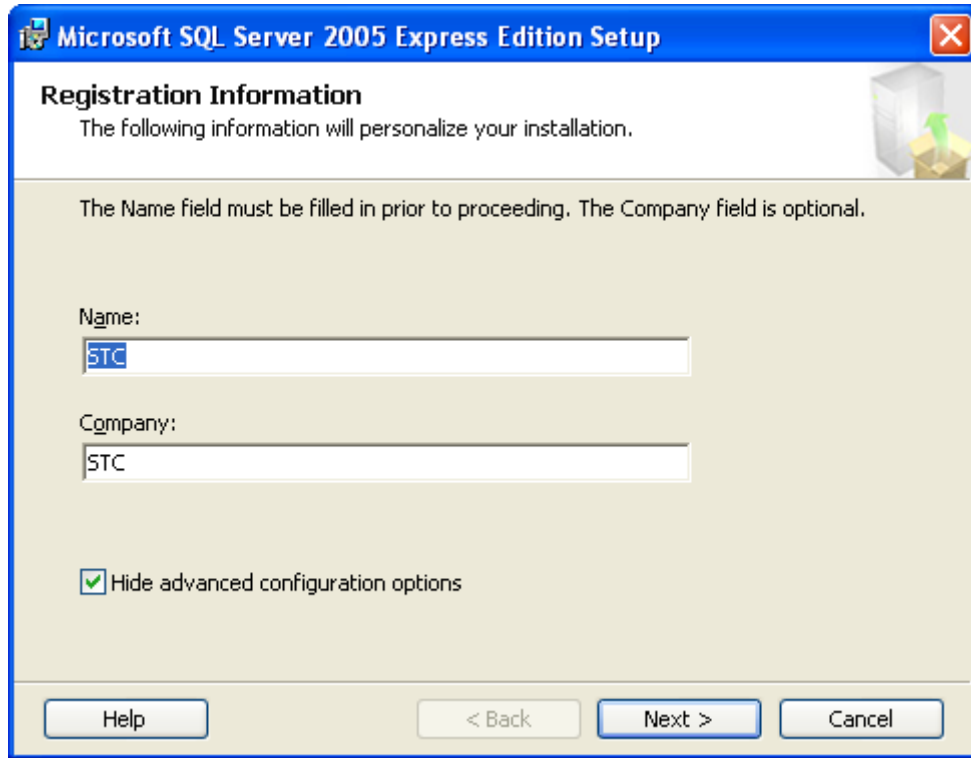 Microsoft SQL Server 2005 Express Edition Setup
Registration Information
The following information will personalize your installation.
The Name field must be filled in prior to proceeding. The Company field is optional.
Name:
STC
Company:
STC
Hide advanced configuration options
Help
< Back
Next >
Cancel